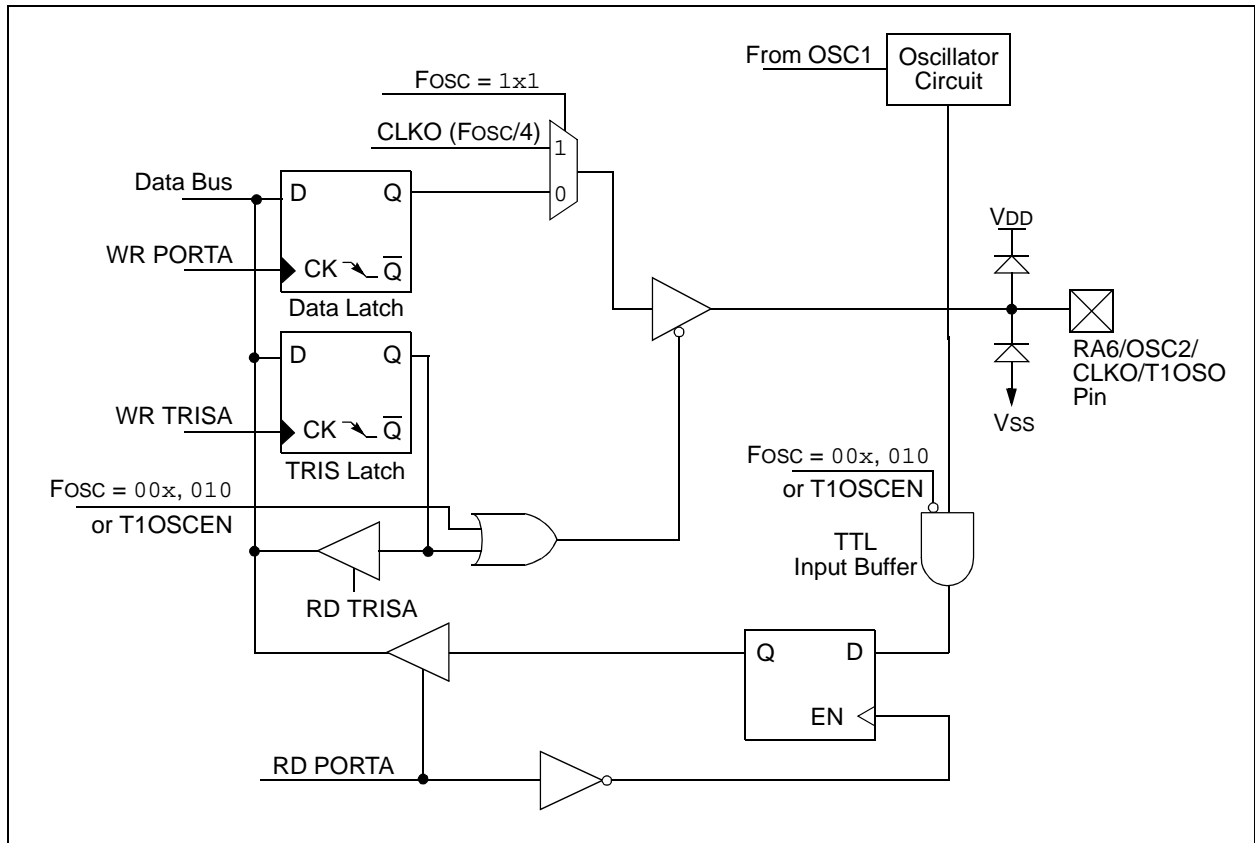 From OSC1
Oscillator
Circuit
FOSC = 1x1
CLKO (FOSC/4)
1
0
Data Bus
D
Q
WR PORTA
CK
Q̅
Data Latch
VDD
D
Q
WR TRISA
CK
Q̅
TRIS Latch
RA6/OSC2/
CLKO/T1OSO
Pin
VSS
FOSC = 00x, 010
or T1OSCEN
FOSC = 00x, 010
or T1OSCEN
TTL
Input Buffer
RD TRISA
Q
D
EN
RD PORTA